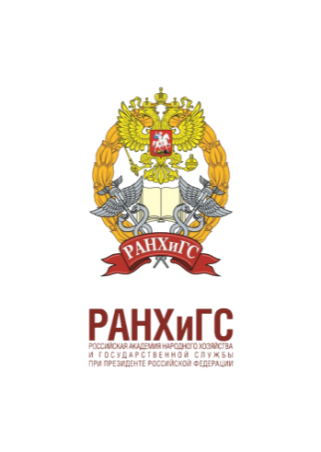 РАНХиГС
РАНХиГС
РОССИЙСКАЯ АКАДЕМИЯ НАРОДНОГО ХОЗЯЙСТВА
И ГОСУДАРСТВЕННОЙ СЛУЖБЫ
ПРИ ПРЕЗИДЕНТЕ РОССИЙСКОЙ ФЕДЕРАЦИИ